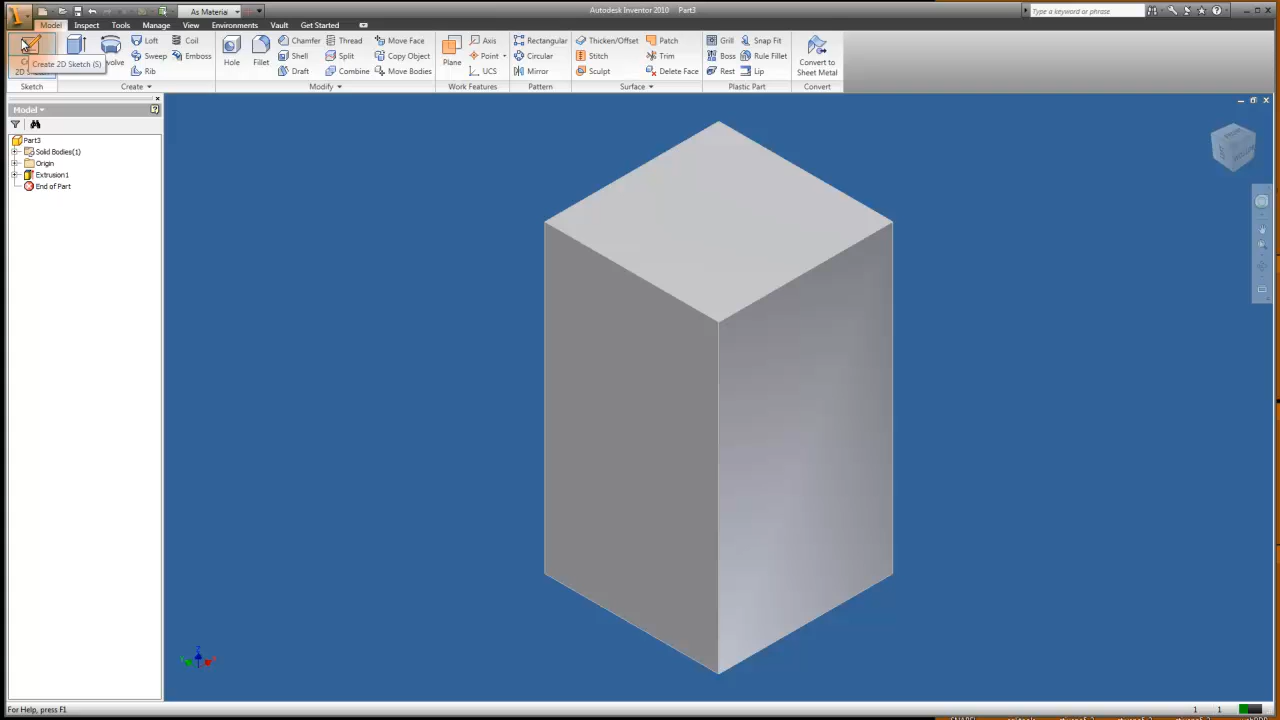 As Material
Autodesk Inventor 2010 Part3
Type a keyword or phrase
Model Inspect Tools Manage View Environments Vault Get Started
Create 2D Sketch (S)
Loft Coil
Sweep Emboss
Rib
Hole
Fillet
Chamfer Thread Move Face
Shell Split Copy Object
Draft Combine Move Bodies
Plane
Axis
Point
UCS
Rectangular
Circular
Mirror
Thicken/Offset Patch
Stitch Trim
Sculpt Delete Face
Grill Snap Fit
Boss Rule Fillet
Rest Lip
Convert to
Sheet Metal
Sketch Create Modify Work Features Pattern Surface Plastic Part Convert
Model
Part3
Solid Bodies(1)
Origin
Extrusion1
End of Part
For Help, press F1
1 1